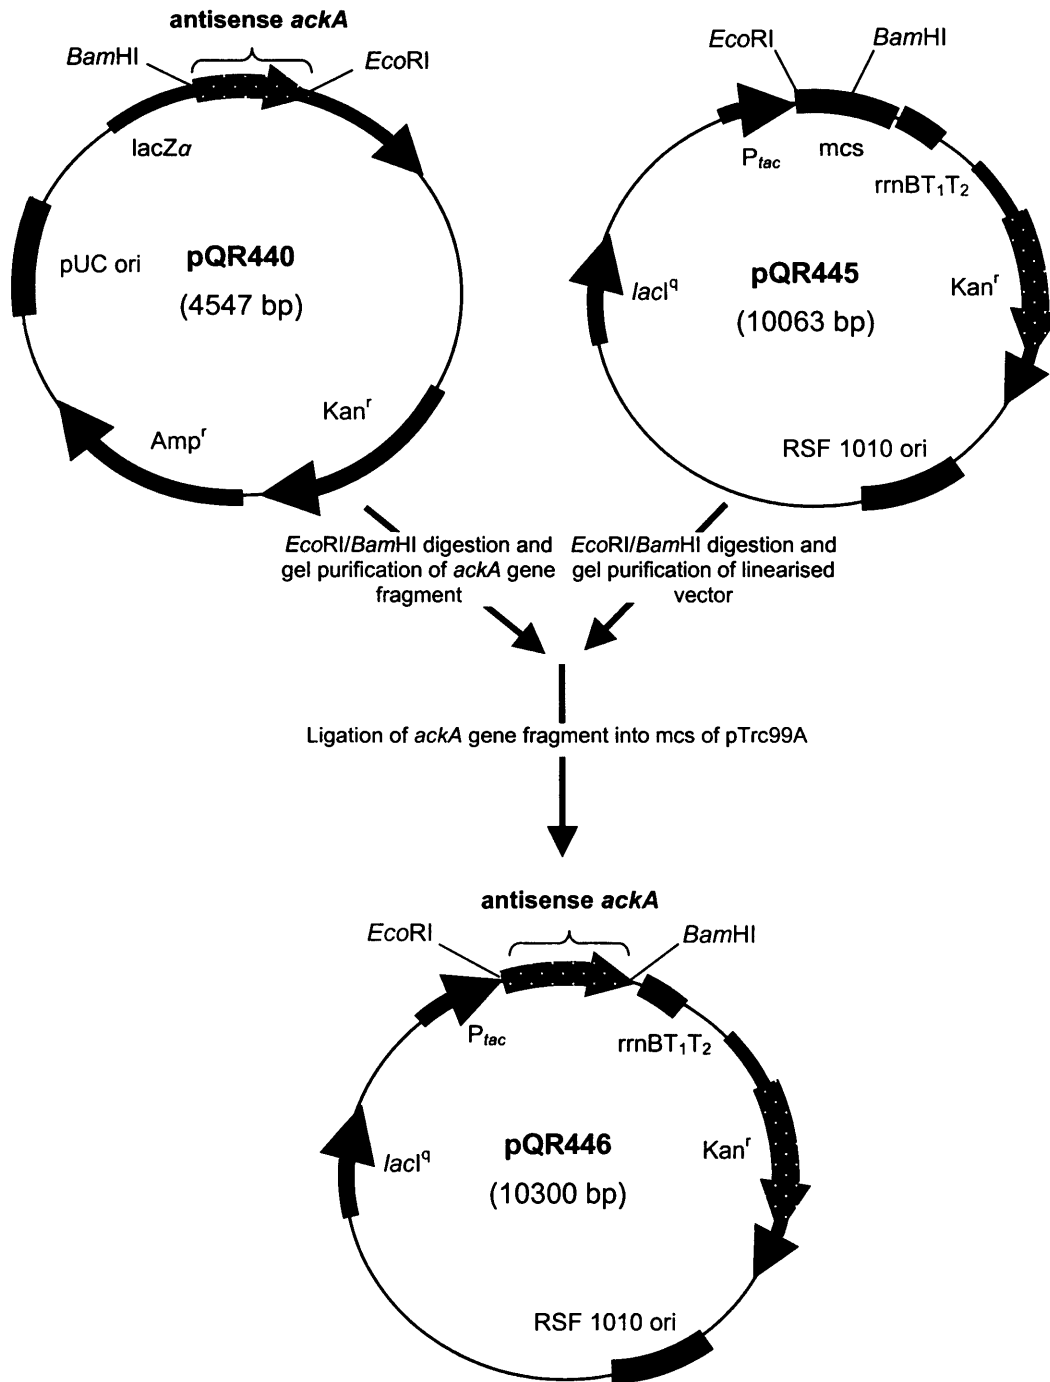 antisense ackA
BamHI
EcoRI
lacZα
pUC ori
pQR440
(4547 bp)
Kanʳ
Ampʳ
EcoRI
BamHI
Ptac
mcs
rrnBT₁T₂
lacIq
pQR445
(10063 bp)
Kanʳ
RSF 1010 ori
EcoRI/BamHI digestion and
gel purification of ackA gene
fragment
EcoRI/BamHI digestion and
gel purification of linearised
vector
Ligation of ackA gene fragment into mcs of pTrc99A
antisense ackA
EcoRI
BamHI
Ptac
rrnBT₁T₂
lacIq
pQR446
(10300 bp)
Kanʳ
RSF 1010 ori